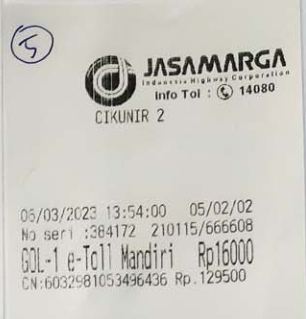 5
JASAMARGA
Indonesia Highway Corporation
Info Tol : 14080
CIKUNIR 2
06/03/2023 13:54:00 05/02/02
No seri :384172 210115/666608
GOL-1 e-Toll Mandiri Rp16000
CN:6032981053496436 Rp.129500